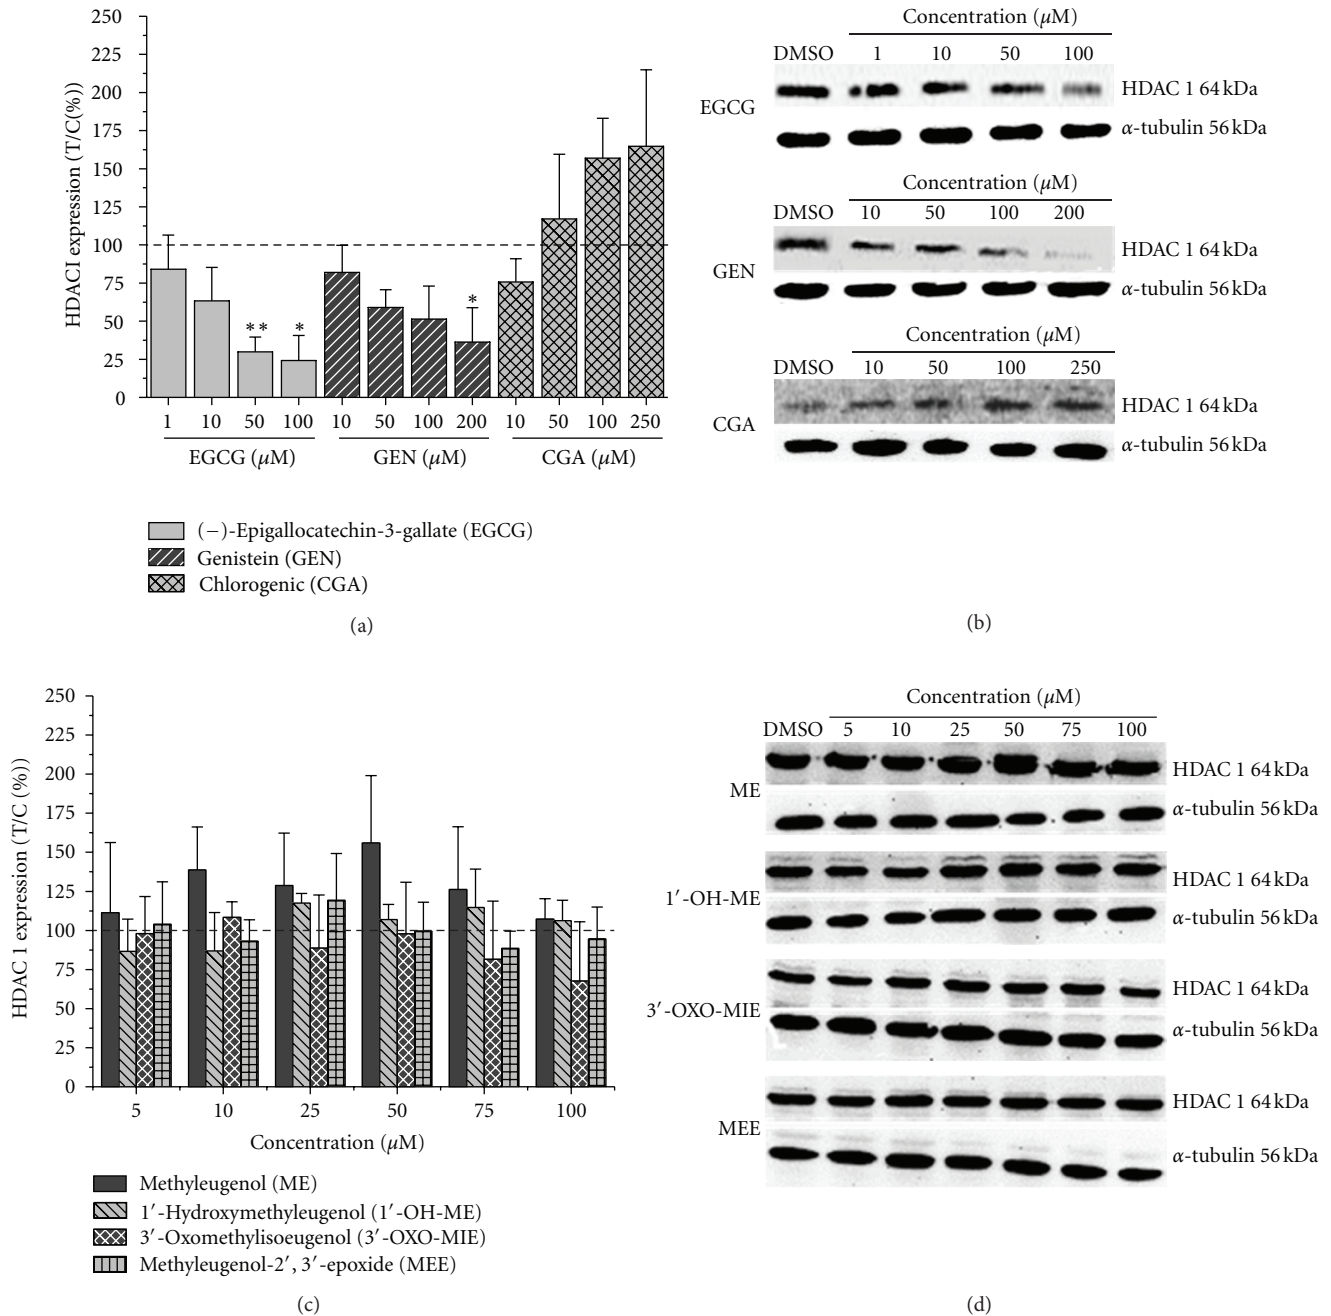 250
225
200
175
150
125
100
75
50
25
0
HDACI expression (T/C(%))
**
*
*
1 10 50 100 10 50 100 200 10 50 100 250
EGCG (μM) GEN (μM) CGA (μM)
(−)-Epigallocatechin-3-gallate (EGCG)
Genistein (GEN)
Chlorogenic (CGA)
(a)
Concentration (μM)
DMSO 1 10 50 100
EGCG
HDAC 1 64 kDa
α-tubulin 56 kDa
Concentration (μM)
DMSO 10 50 100 200
GEN
HDAC 1 64 kDa
α-tubulin 56 kDa
Concentration (μM)
DMSO 10 50 100 250
CGA
HDAC 1 64 kDa
α-tubulin 56 kDa
(b)
250
225
200
175
150
125
100
75
50
25
0
HDAC 1 expression (T/C (%))
5 10 25 50 75 100
Concentration (μM)
Methyleugenol (ME)
1′-Hydroxymethyleugenol (1′-OH-ME)
3′-Oxomethylisoeugenol (3′-OXO-MIE)
Methyleugenol-2′, 3′-epoxide (MEE)
(c)
Concentration (μM)
DMSO 5 10 25 50 75 100
ME
HDAC 1 64 kDa
α-tubulin 56 kDa
1′-OH-ME
HDAC 1 64 kDa
α-tubulin 56 kDa
3′-OXO-MIE
HDAC 1 64 kDa
α-tubulin 56 kDa
MEE
HDAC 1 64 kDa
α-tubulin 56 kDa
(d)